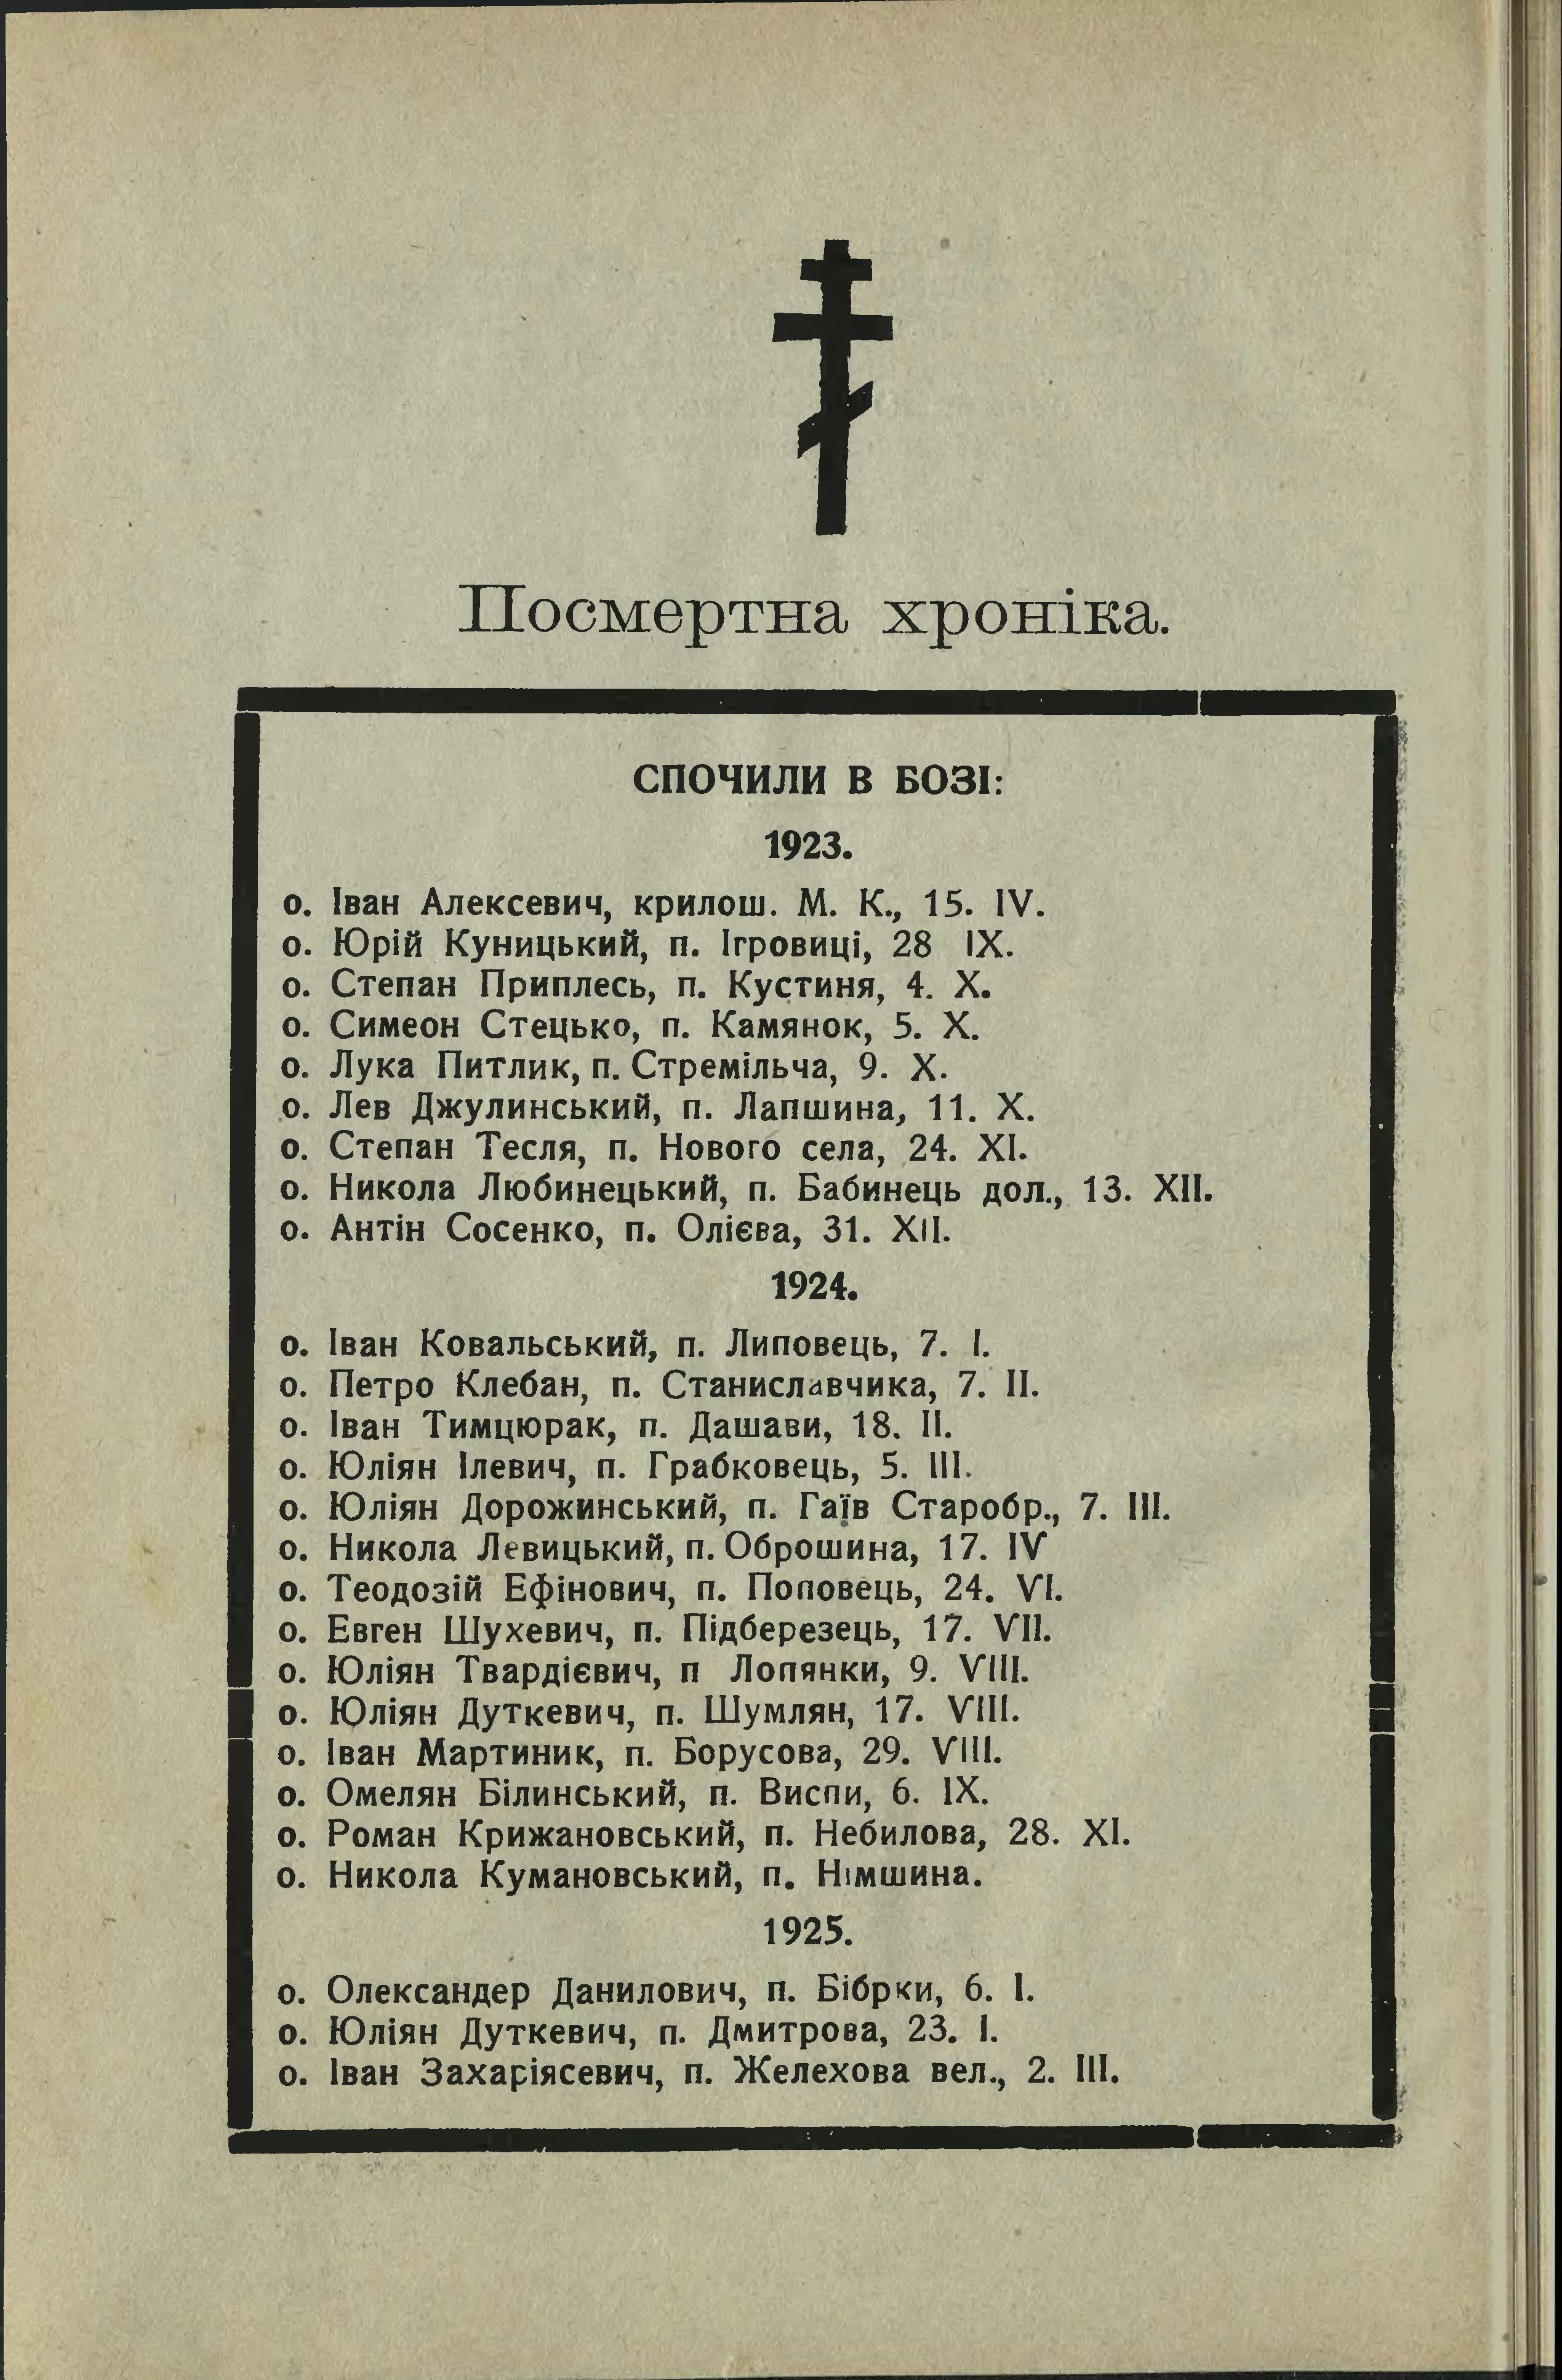 Посмертна хроніка.
СПОЧИЛИ В БОЗІ:
1923.
о. Іван Алексевич, крилош. М. К., 15. IV.
о. Юрій Куницький, п. Ігровиці, 28 IX.
о. Степан Приплесь, п. Кустиня, 4. X.
о. Симеон Стецько, п. Камянок, 5. X.
о. Лука Питлик, п. Стремільча, 9. X.
о. Лев Джулинський, п. Лапшина, 11. X.
о. Степан Тесля, п. Нового села, 24. XI.
о. Никола Любинецький, п. Бабинець дол., 13. XII.
о. Антін Сосенко, п. Олієва, 31. XII.
1924.
о. Іван Ковальський, п. Липовець, 7. I.
о. Петро Клебан, п. Станиславчика, 7. II.
о. Іван Тимцюрак, п. Дашави, 18. II.
о. Юліян Ілевич, п. Грабковець, 5. III.
о. Юліян Дорожинський, п. Гаїв Старобр., 7. III.
о. Никола Левицький, п. Оброшина, 17. IV
о. Теодозій Ефінович, п. Поповець, 24. VI.
о. Евген Шухевич, п. Підберезець, 17. VII.
о. Юліян Твардієвич, п Лопянки, 9. VIII.
о. Юліян Дуткевич, п. Шумлян, 17. VIII.
о. Іван Мартиник, п. Борусова, 29. VIII.
о. Омелян Білинський, п. Виспи, 6. IX.
о. Роман Крижановський, п. Небилова, 28. XI.
о. Никола Кумановський, п. Німшина.
1925.
о. Олександер Данилович, п. Бібрки, 6. I.
о. Юліян Дуткевич, п. Дмитрова, 23. I.
о. Іван Захаріясевич, п. Желехова вел., 2. III.